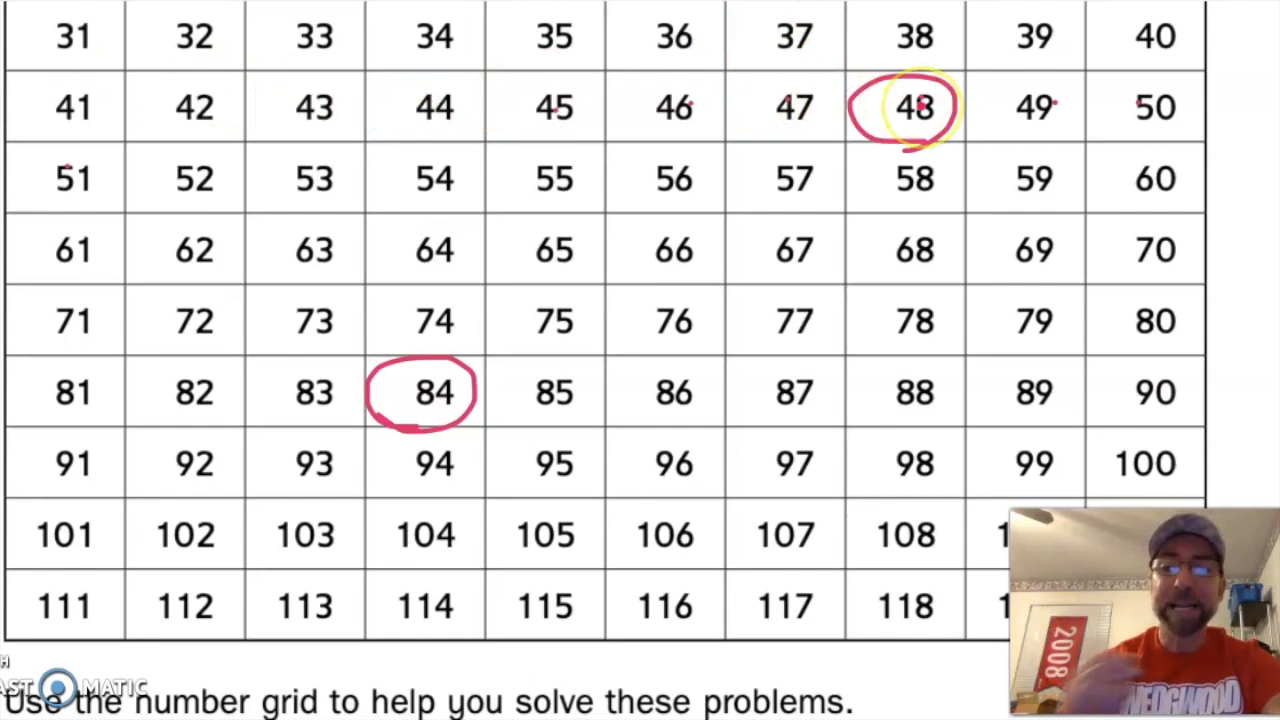 31 32 33 34 35 36 37 38 39 40
41 42 43 44 45 46 47 48 49 50
51 52 53 54 55 56 57 58 59 60
61 62 63 64 65 66 67 68 69 70
71 72 73 74 75 76 77 78 79 80
81 82 83 84 85 86 87 88 89 90
91 92 93 94 95 96 97 98 99 100
101 102 103 104 105 106 107 108
111 112 113 114 115 116 117 118
2008
WEDGWOOD
MATIC
Use the number grid to help you solve these problems.